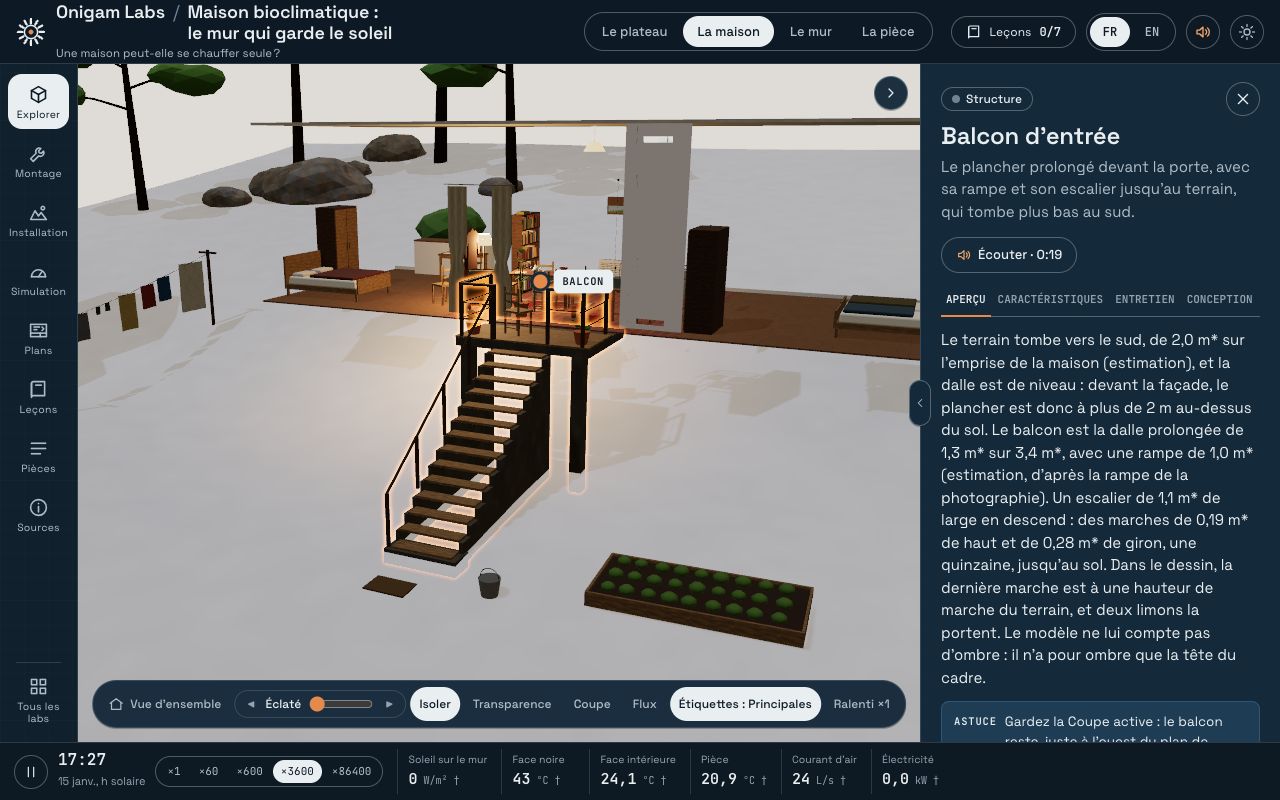 Onigam Labs / Maison bioclimatique :
le mur qui garde le soleil
Une maison peut-elle se chauffer seule ?
Le plateau
La maison
Le mur
La pièce
Leçons 0/7
FR
EN
Explorer
Montage
Installation
Simulation
Plans
Leçons
Pièces
Sources
Tous les
labs
BALCON
Vue d'ensemble
Éclaté
Isoler
Transparence
Coupe
Flux
Étiquettes : Principales
Ralenti ×1
Structure
Balcon d'entrée
Le plancher prolongé devant la porte, avec
sa rampe et son escalier jusqu'au terrain,
qui tombe plus bas au sud.
Écouter · 0:19
APERÇU
CARACTÉRISTIQUES
ENTRETIEN
CONCEPTION
Le terrain tombe vers le sud, de 2,0 m* sur
l'emprise de la maison (estimation), et la
dalle est de niveau : devant la façade, le
plancher est donc à plus de 2 m au-dessus
du sol. Le balcon est la dalle prolongée de
1,3 m* sur 3,4 m*, avec une rampe de 1,0 m*
(estimation, d'après la rampe de la
photographie). Un escalier de 1,1 m* de
large en descend : des marches de 0,19 m*
de haut et de 0,28 m* de giron, une
quinzaine, jusqu'au sol. Dans le dessin, la
dernière marche est à une hauteur de
marche du terrain, et deux limons la
portent. Le modèle ne lui compte pas
d'ombre : il n'a pour ombre que la tête du
cadre.
ASTUCE Gardez la Coupe active : le balcon
reste, juste à l'ouest du plan de
17:27
15 janv., h solaire
×1
×60
×600
×3600
×86400
Soleil sur le mur
0 W/m² †
Face noire
43 °C †
Face intérieure
24,1 °C †
Pièce
20,9 °C †
Courant d'air
24 L/s †
Électricité
0,0 kW †